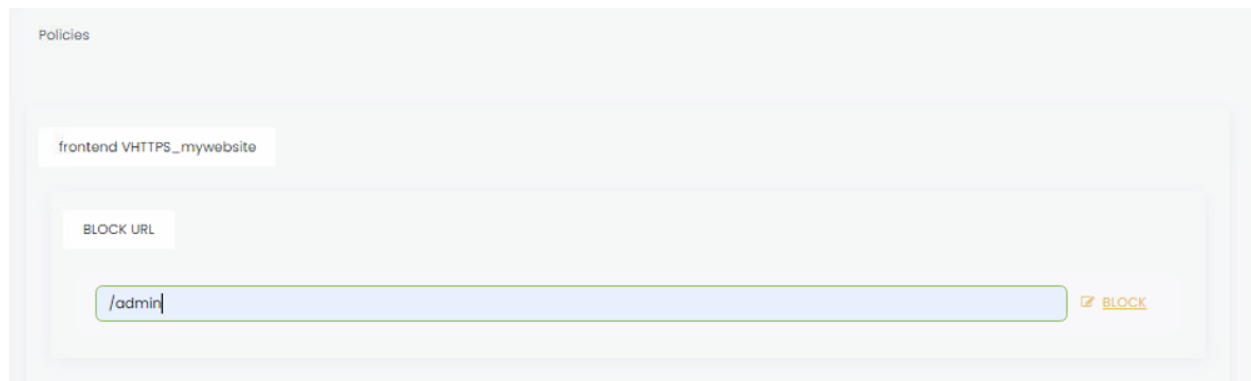 Policies
frontend VHTTPS_mywebsite
BLOCK URL
/admin BLOCK